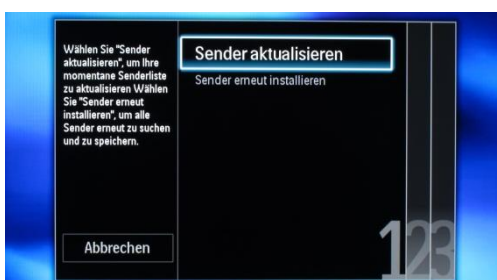 Wählen Sie "Sender
aktualisieren", um Ihre
momentane Senderliste
zu aktualisieren Wählen
Sie "Sender erneut
installieren", um alle
Sender erneut zu suchen
und zu speichern.
Abbrechen
Sender aktualisieren
Sender erneut installieren
123